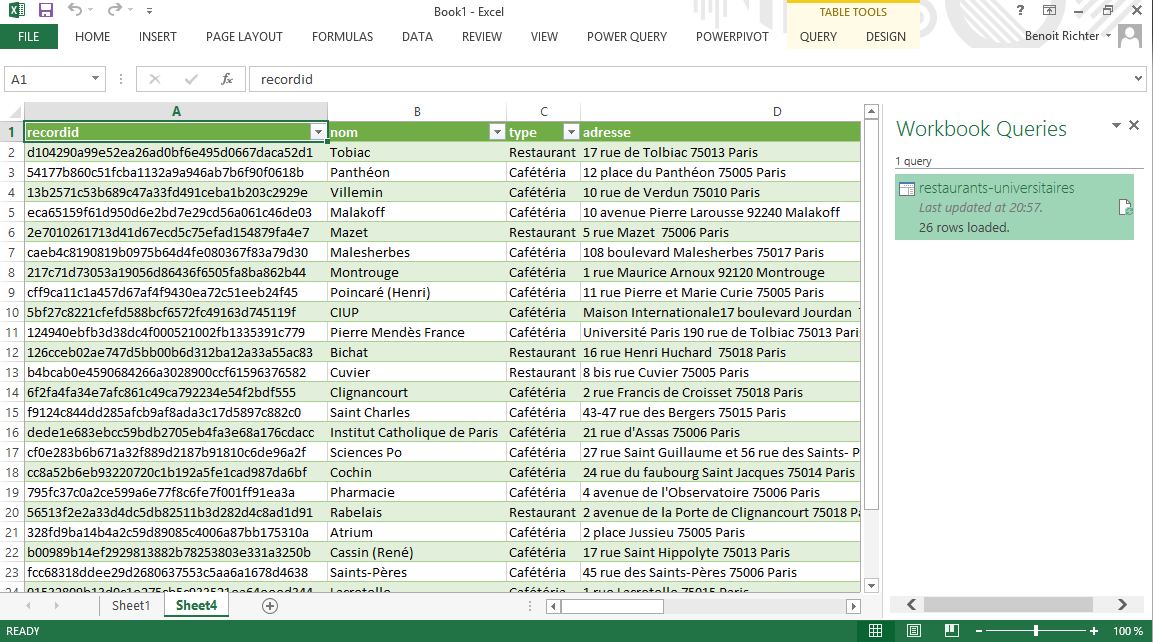 Book1 - Excel
TABLE TOOLS
?
FILE HOME INSERT PAGE LAYOUT FORMULAS DATA REVIEW VIEW POWER QUERY POWERPIVOT QUERY DESIGN Benoit Richter
A1 fx recordid
A B C D
1 recordid nom type adresse
2 d104290a99e52ea26ad0bf6e495d0667daca52d1 Tobiac Restaurant 17 rue de Tolbiac 75013 Paris
3 54177b860c51fcba1132a9a946ab7b6f90f0618b Panthéon Cafétéria 12 place du Panthéon 75005 Paris
4 13b2571c53b689c47a33fd491ceba1b203c2929e Villemin Cafétéria 10 rue de Verdun 75010 Paris
5 eca65159f61d950d6e2bd7e29cd56a061c46de03 Malakoff Cafétéria 10 avenue Pierre Larousse 92240 Malakoff
6 2e7010261713d41d67ecd5c75efad154879fa4e7 Mazet Restaurant 5 rue Mazet 75006 Paris
7 caeb4c8190819b0975b64d4fe080367f83a79d30 Malesherbes Cafétéria 108 boulevard Malesherbes 75017 Paris
8 217c71d73053a19056d86436f6505fa8ba862b44 Montrouge Cafétéria 1 rue Maurice Arnoux 92120 Montrouge
9 cff9ca11c1a457d67af4f9430ea72c51eeb24f45 Poincaré (Henri) Cafétéria 11 rue Pierre et Marie Curie 75005 Paris
10 5bf27c8221cfefd588bcf6572fc49163d745119f CIUP Cafétéria Maison Internationale17 boulevard Jourdan
11 124940ebfb3d38dc4f000521002fb1335391c779 Pierre Mendès France Cafétéria Université Paris 190 rue de Tolbiac 75013 Pari
12 126cceb02ae747d5bb00b6d312ba12a33a55ac83 Bichat Restaurant 16 rue Henri Huchard 75018 Paris
13 b4bcab0e4590684266a3028900ccf61596376582 Cuvier Restaurant 8 bis rue Cuvier 75005 Paris
14 6f2fa4fa34e7afc861c49ca792234e54f2bdf555 Clignancourt Cafétéria 2 rue Francis de Croisset 75018 Paris
15 f9124c844dd285afcb9af8ada3c17d5897c882c0 Saint Charles Cafétéria 43-47 rue des Bergers 75015 Paris
16 dede1e683ebcc59bdb2705eb4fa3e68a176cdacc Institut Catholique de Paris Cafétéria 21 rue d'Assas 75006 Paris
17 cf0e283b6b671a32f889d2187b91810c6de96a2f Sciences Po Cafétéria 27 rue Saint Guillaume et 56 rue des Saints- P
18 cc8a52b6eb93220720c1b192a5fe1cad987da6bf Cochin Cafétéria 24 rue du faubourg Saint Jacques 75014 Paris
19 795fc37c0a2ce599a6e77f8c6fe7f001ff91ea3a Pharmacie Cafétéria 4 avenue de l'Observatoire 75006 Paris
20 56513f2e2a33d4dc5db82511b3d282d4c8ad1d91 Rabelais Restaurant 2 avenue de la Porte de Clignancourt 75018 Pa
21 328fd9ba14b4a2c59d89085c4006a87bb175310a Atrium Cafétéria 2 place Jussieu 75005 Paris
22 b00989b14ef2929813882b78253803e331a3250b Cassin (René) Cafétéria 17 rue Saint Hippolyte 75013 Paris
23 fcc68318ddee29d2680637553c5aa6a1678d4638 Saints-Pères Cafétéria 45 rue des Saints-Pères 75006 Paris
Workbook Queries
1 query
restaurants-universitaires
Last updated at 20:57.
26 rows loaded.
Sheet1 Sheet4
READY 100 %